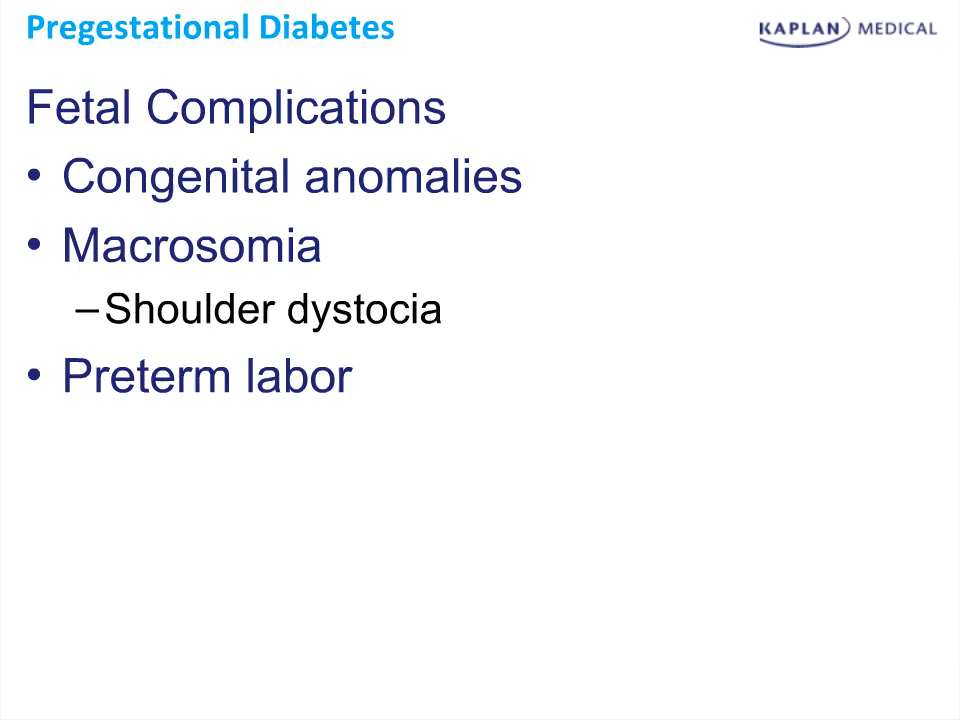 Pregestational Diabetes
KAPLAN MEDICAL
Fetal Complications
• Congenital anomalies
• Macrosomia
–Shoulder dystocia
• Preterm labor